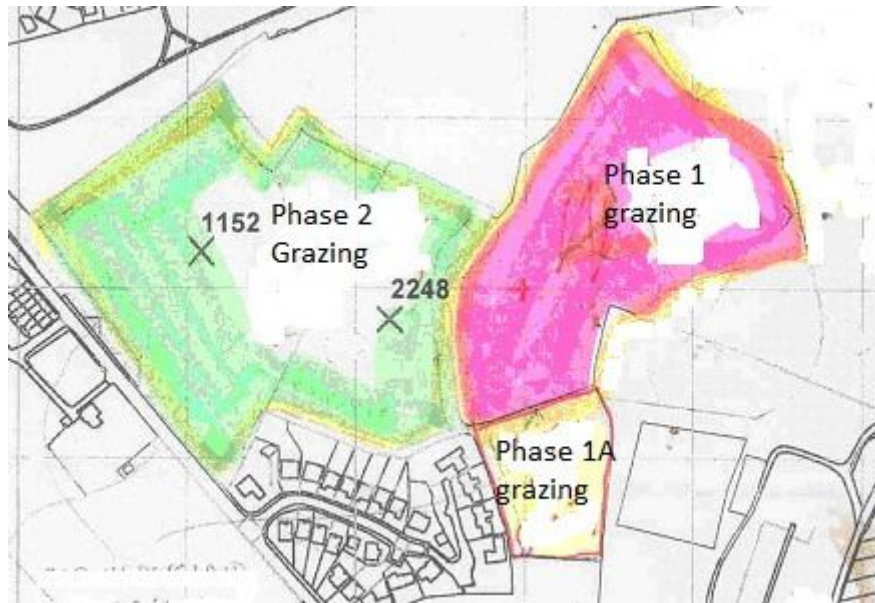 Phase 1
grazing
1152
Phase 2
Grazing
2248
Phase 1A
grazing